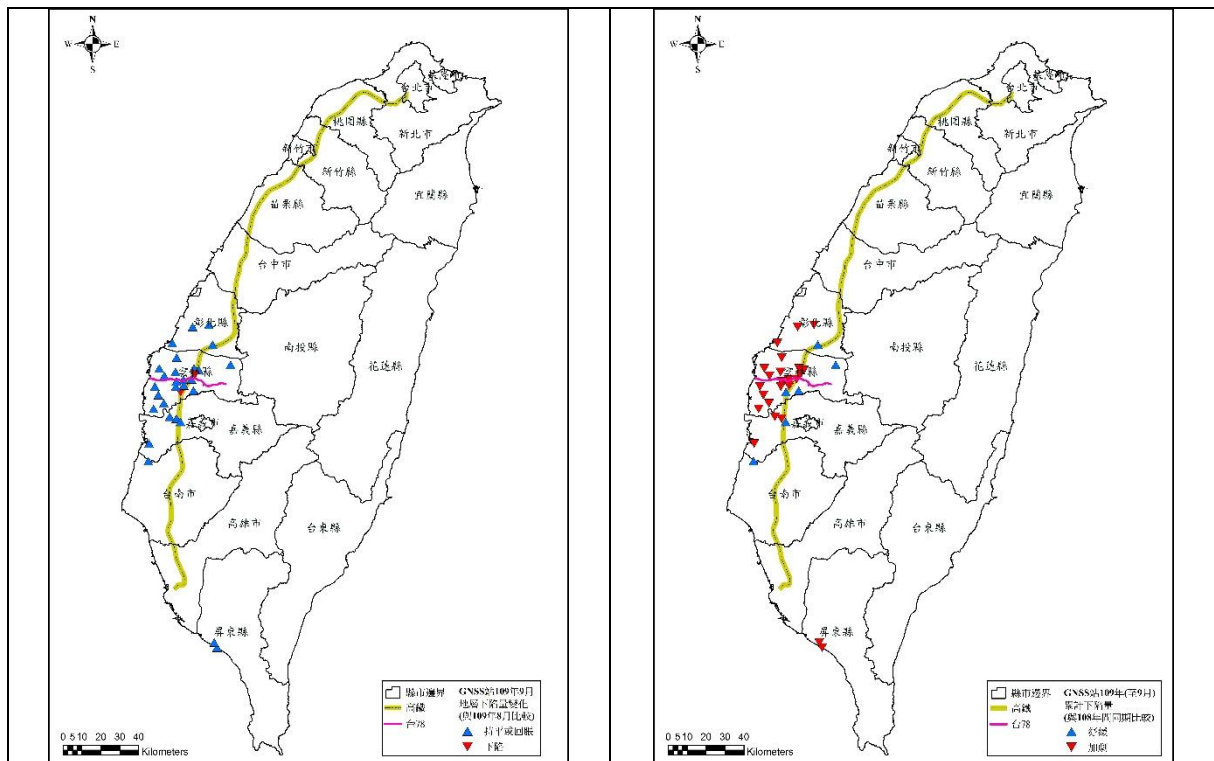 N
W E
S
台北市
桃園縣
新北市
新竹市
新竹縣
宜蘭縣
苗栗縣
台中市
彰化縣
南投縣
花蓮縣
雲林縣
嘉義市
嘉義縣
台南市
高雄市
台東縣
屏東縣
縣市邊界
高鐵
台78
GNSS站109年9月
地層下陷量變化
(與109年8月比較)
持平或回脹
下陷
0 5 10 20 30 40
Kilometers
N
W E
S
台北市
桃園縣
新北市
新竹市
新竹縣
宜蘭縣
苗栗縣
台中市
彰化縣
南投縣
花蓮縣
雲林縣
嘉義市
嘉義縣
台南市
高雄市
台東縣
屏東縣
縣市邊界
高鐵
台78
GNSS站109年(至9月)
累計下陷量
(與108年間同期比較)
紓緩
加劇
0 5 10 20 30 40
Kilometers